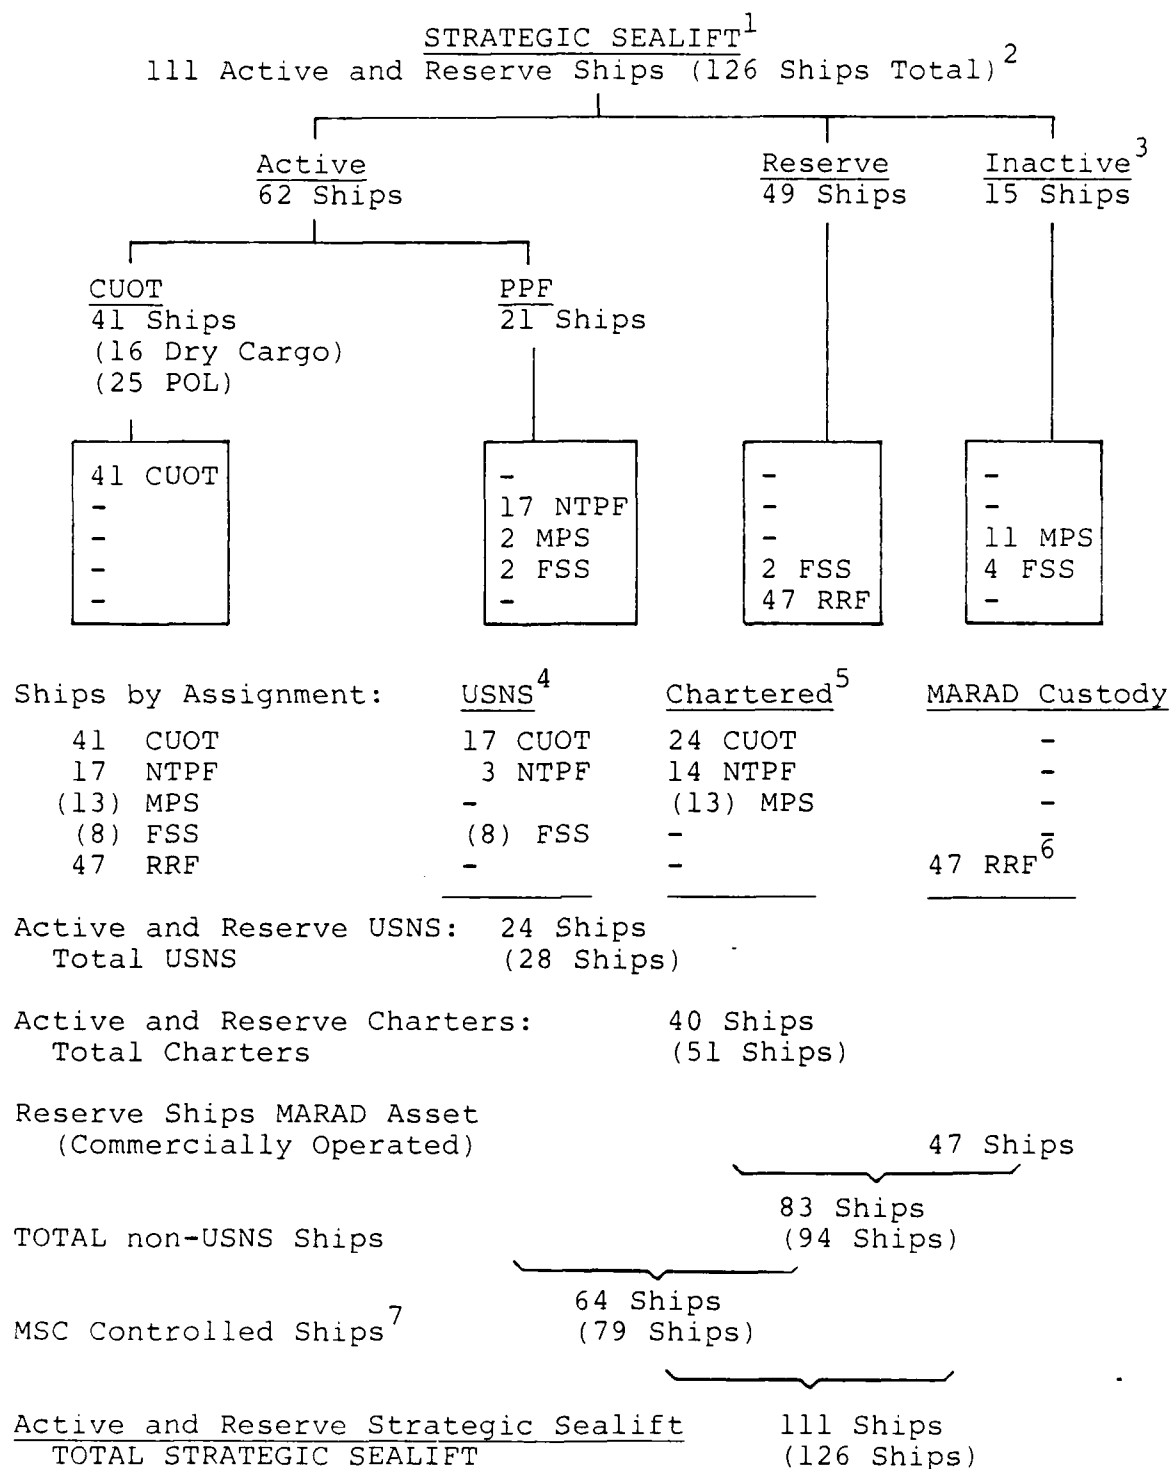 STRATEGIC SEALIFT1
111 Active and Reserve Ships (126 Ships Total)2
Active Reserve Inactive3
62 Ships 49 Ships 15 Ships
CUOT PPF
41 Ships 21 Ships
(16 Dry Cargo)
(25 POL)
41 CUOT - - -
- 17 NTPF - -
- 2 MPS - 11 MPS
- 2 FSS 2 FSS 4 FSS
- - 47 RRF -
Ships by Assignment: USNS4 Chartered5 MARAD Custody
41 CUOT 17 CUOT 24 CUOT -
17 NTPF 3 NTPF 14 NTPF -
(13) MPS - (13) MPS -
(8) FSS (8) FSS - -
47 RRF - - 47 RRF6
Active and Reserve USNS: 24 Ships
Total USNS (28 Ships)
Active and Reserve Charters: 40 Ships
Total Charters (51 Ships)
Reserve Ships MARAD Asset
(Commercially Operated) 47 Ships
83 Ships
TOTAL non-USNS Ships (94 Ships)
64 Ships
MSC Controlled Ships7 (79 Ships)
Active and Reserve Strategic Sealift 111 Ships
TOTAL STRATEGIC SEALIFT (126 Ships)